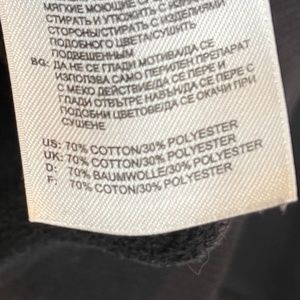 МЯГКИЕ МОЮЩИЕ
СТИРАТЬ И УТЮЖИТЬ С ИЗНАНКИ
СТОРОНЫ/СТИРАТЬ С ИЗДЕЛИЯМИ
ПОДОБНОГО ЦВЕТА/СУШИТЬ
ПОДВЕШЕННЫМ
BG: ДА НЕ СЕ ГЛАДИ МОТИВА/ДА СЕ
ИЗПОЛЗВА САМО ПЕРИЛЕН ПРЕПАРАТ
С МЕКО ДЕЙСТВИЕ/ДА СЕ ПЕРЕ И
ГЛАДИ ОТВЪТРЕ НАВЪН/ДА СЕ ПЕРЕ С
ПОДОБНИ ЦВЕТОВЕ/ДА СЕ ОКАЧИ ПРИ
СУШЕНЕ
US: 70% COTTON/30% POLYESTER
UK: 70% COTTON/30% POLYESTER
D: 70% BAUMWOLLE/30% POLYESTER
F: 70% COTON/30% POLYESTER